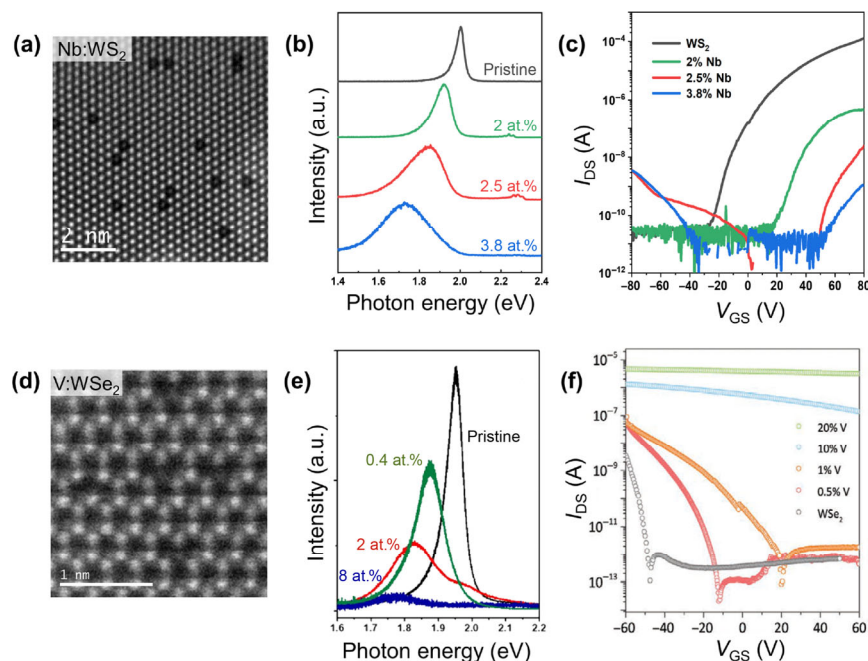 (a)
Nb:WS₂
2 nm
(b)
Intensity (a.u.)
Pristine
2 at.%
2.5 at.%
3.8 at.%
1.4 1.6 1.8 2.0 2.2 2.4
Photon energy (eV)
(c)
WS₂
2% Nb
2.5% Nb
3.8% Nb
I_DS (A)
10⁻⁴
10⁻⁶
10⁻⁸
10⁻¹⁰
10⁻¹²
−80 −60 −40 −20 0 20 40 60 80
V_GS (V)
(d)
V:WSe₂
1 nm
(e)
Intensity (a.u.)
Pristine
0.4 at.%
2 at.%
8 at.%
1.6 1.7 1.8 1.9 2.0 2.1 2.2
Photon energy (eV)
(f)
I_DS (A)
10⁻⁵
10⁻⁷
10⁻⁹
10⁻¹¹
10⁻¹³
20% V
10% V
1% V
0.5% V
WSe₂
−60 −40 −20 0 20 40 60
V_GS (V)